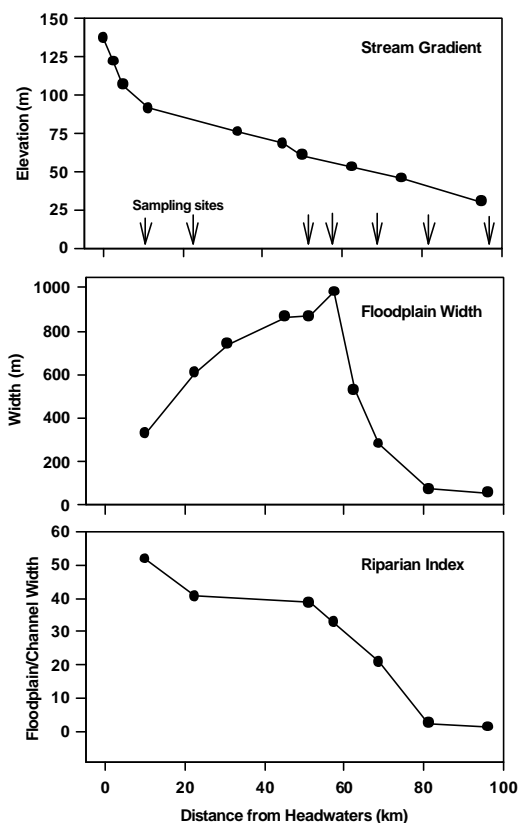 Stream Gradient
Elevation (m)
150
125
100
75
50
25
0
Sampling sites
Floodplain Width
Width (m)
1000
800
600
400
200
0
Riparian Index
Floodplain/Channel Width
60
50
40
30
20
10
0
0 20 40 60 80 100
Distance from Headwaters (km)